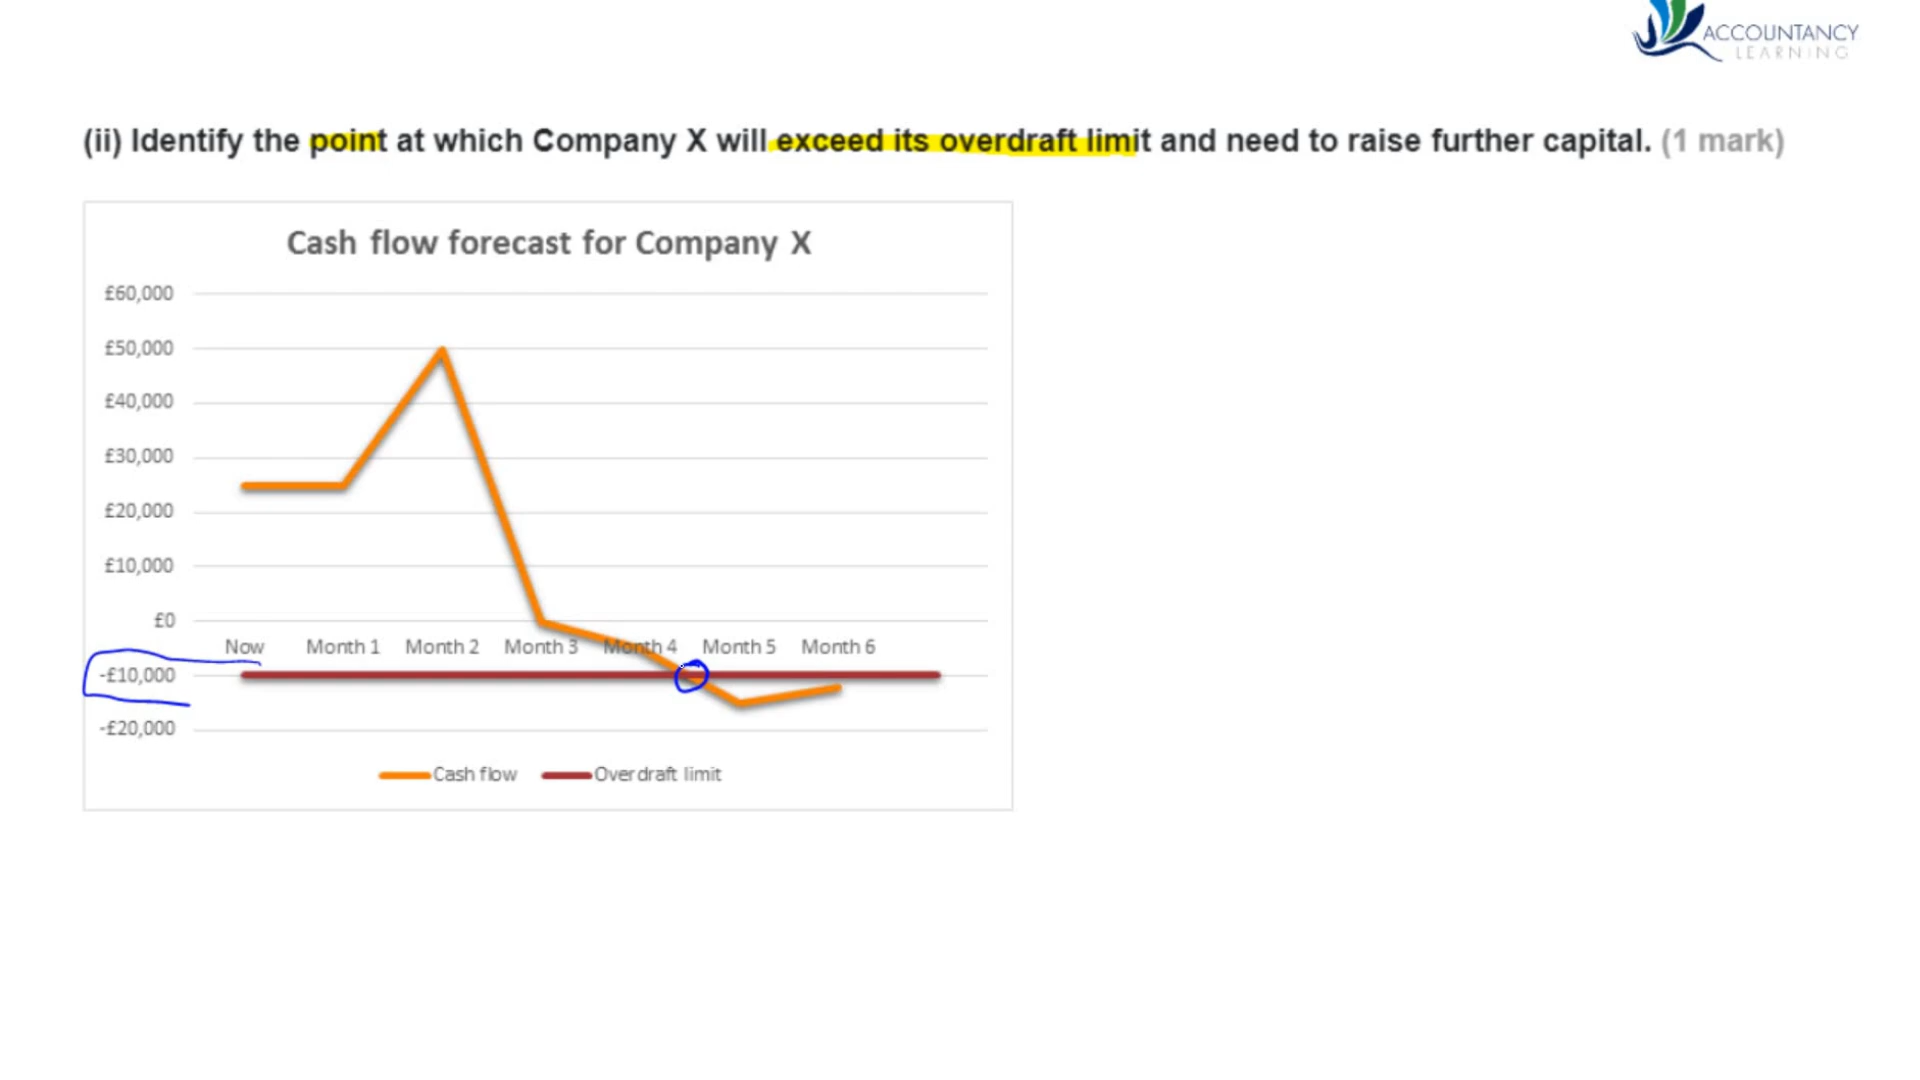 ACCOUNTANCY
LEARNING
(ii) Identify the point at which Company X will exceed its overdraft limit and need to raise further capital. (1 mark)
Cash flow forecast for Company X
£60,000
£50,000
£40,000
£30,000
£20,000
£10,000
£0
Now Month 1 Month 2 Month 3 Month 4 Month 5 Month 6
-£10,000
-£20,000
Cash flow Overdraft limit